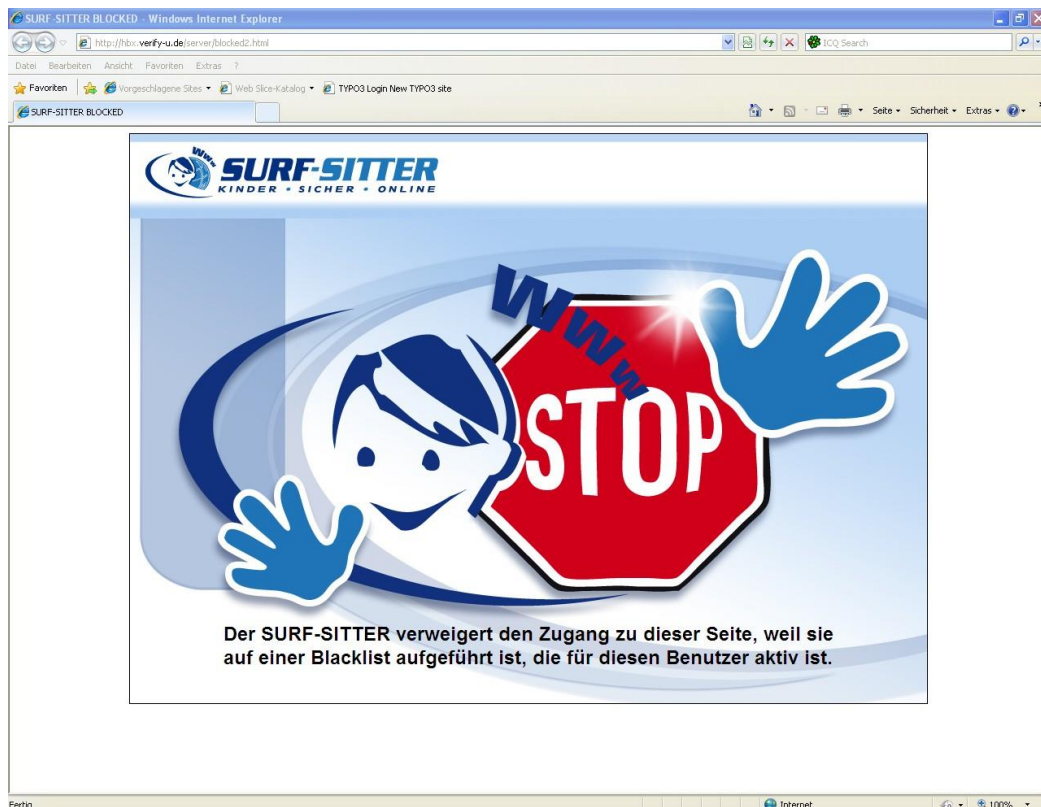 SURF-SITTER BLOCKED - Windows Internet Explorer
http://hbx.verify-u.de/server/blocked2.html
ICQ Search
Datei Bearbeiten Ansicht Favoriten Extras ?
Favoriten Vorgeschlagene Sites Web Slice-Katalog TYPO3 Login New TYPO3 site
SURF-SITTER BLOCKED
Seite Sicherheit Extras
www
SURF-SITTER
KINDER • SICHER • ONLINE
www
STOP
Der SURF-SITTER verweigert den Zugang zu dieser Seite, weil sie
auf einer Blacklist aufgeführt ist, die für diesen Benutzer aktiv ist.
Fertig Internet 100%